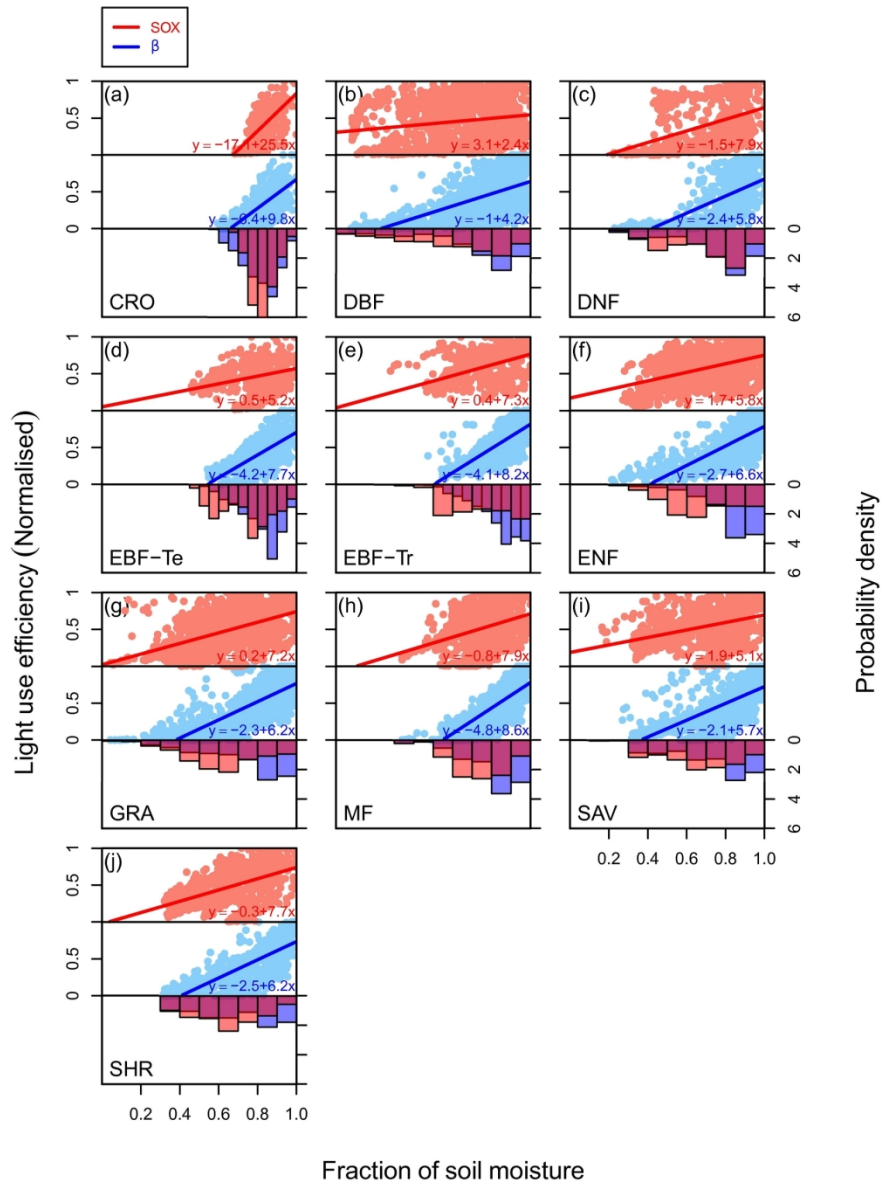 SOX
β
(a)
y = −17.1+25.5x
y = −6.4+9.8x
CRO
(b)
y = 3.1+2.4x
y = −1+4.2x
DBF
(c)
y = −1.5+7.9x
y = −2.4+5.8x
DNF
1
0.5
0.5
0
0
2
4
6
(d)
y = 0.5+5.2x
y = −4.2+7.7x
EBF−Te
(e)
y = 0.4+7.3x
y = −4.1+8.2x
EBF−Tr
(f)
y = 1.7+5.8x
y = −2.7+6.6x
ENF
1
0.5
0.5
0
0
2
4
6
(g)
y = 0.2+7.2x
y = −2.3+6.2x
GRA
(h)
y = −0.8+7.9x
y = −4.8+8.6x
MF
(i)
y = 1.9+5.1x
y = −2.1+5.7x
SAV
1
0.5
0.5
0
0
2
4
6
0.2 0.4 0.6 0.8 1.0
(j)
y = −0.3+7.7x
y = −2.5+6.2x
SHR
1
0.5
0.5
0
0.2 0.4 0.6 0.8 1.0
Light use efficiency (Normalised)
Probability density
Fraction of soil moisture